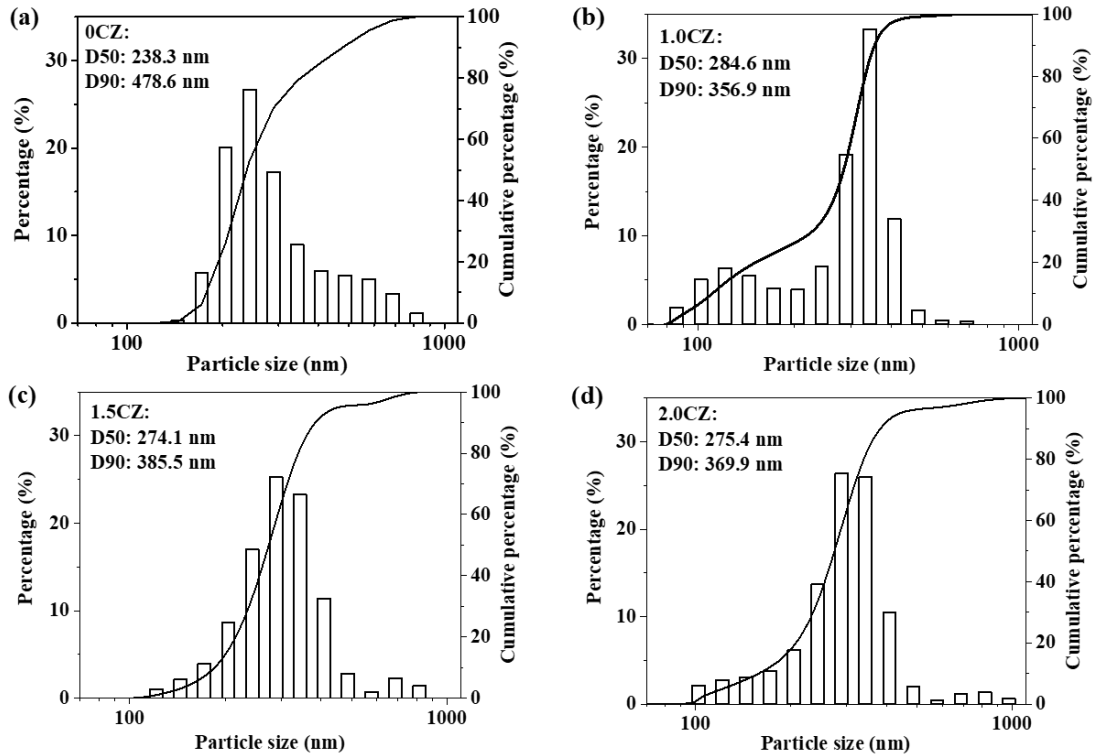 (a)
0CZ:
D50: 238.3 nm
D90: 478.6 nm
Percentage (%)
30
20
10
0
100
80
60
40
20
0
Cumulative percentage (%)
100
1000
Particle size (nm)
(b)
1.0CZ:
D50: 284.6 nm
D90: 356.9 nm
Percentage (%)
30
20
10
0
100
80
60
40
20
0
Cumulative percentage (%)
100
1000
Particle size (nm)
(c)
1.5CZ:
D50: 274.1 nm
D90: 385.5 nm
Percentage (%)
30
20
10
0
100
80
60
40
20
0
Cumulative percentage (%)
100
1000
Particle size (nm)
(d)
2.0CZ:
D50: 275.4 nm
D90: 369.9 nm
Percentage (%)
30
20
10
0
100
80
60
40
20
0
Cumulative percentage (%)
100
1000
Particle size (nm)